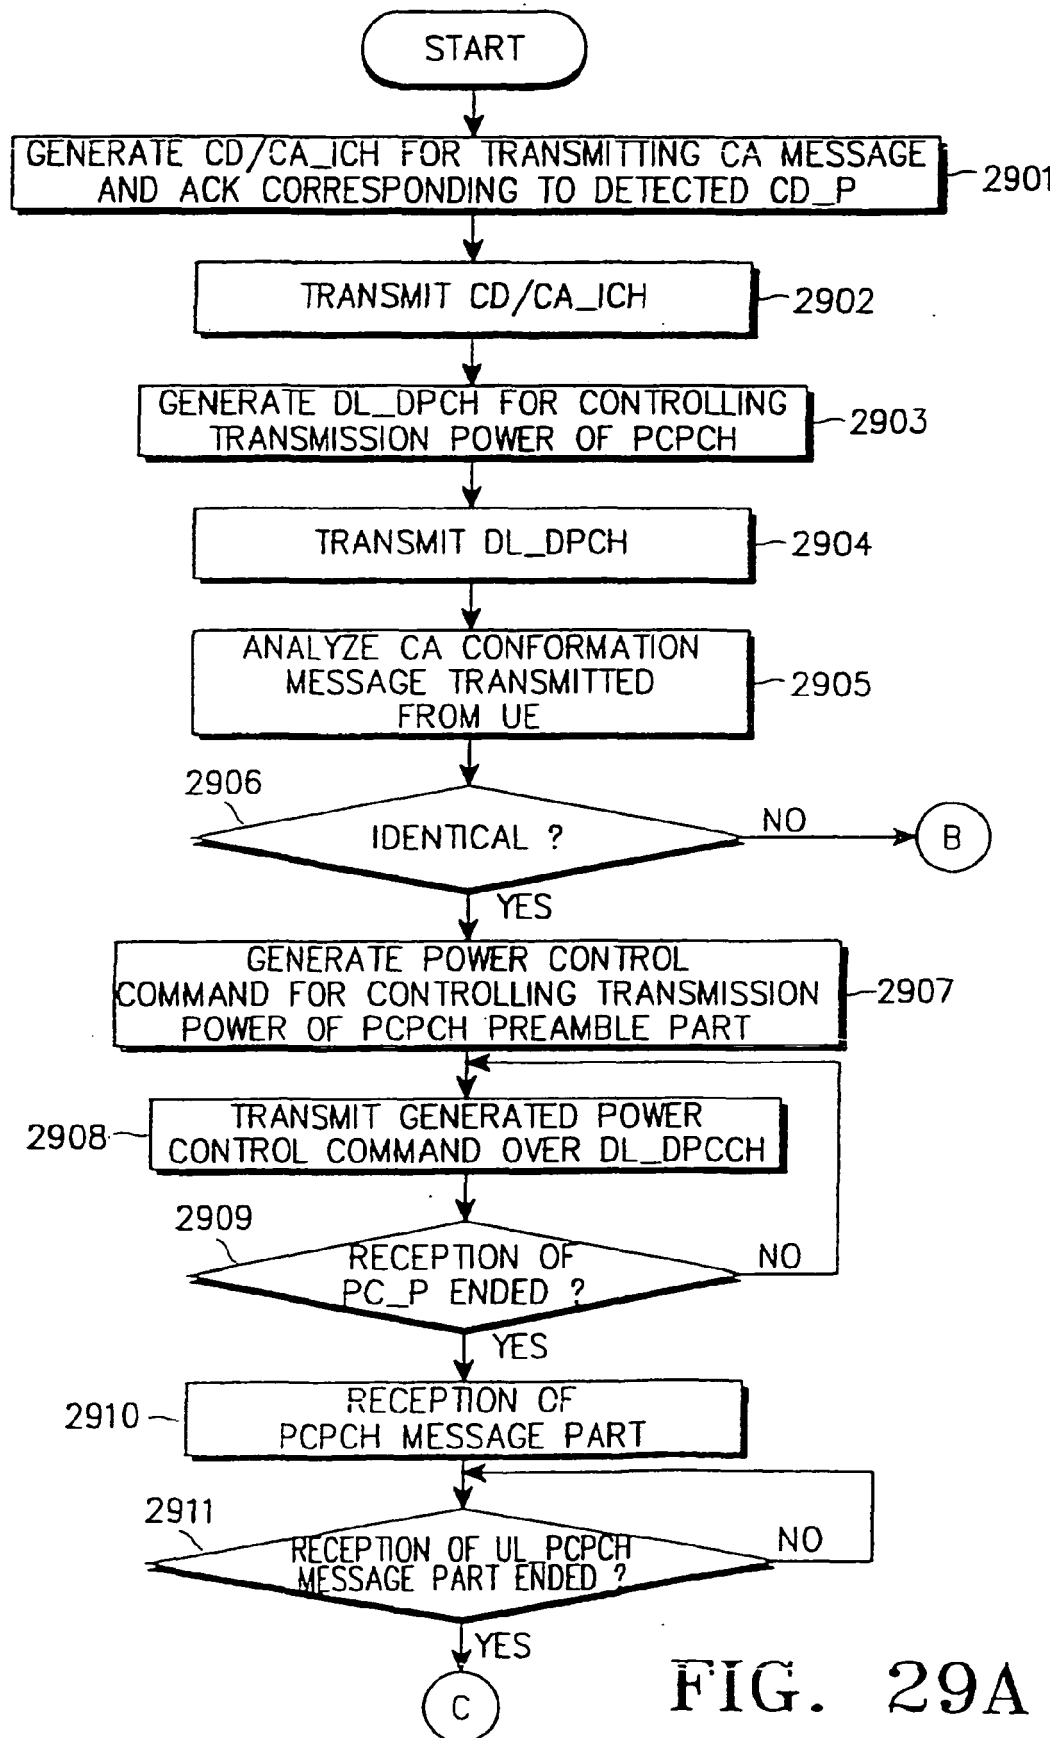 START
GENERATE CD/CA_ICH FOR TRANSMITTING CA MESSAGE
AND ACK CORRESPONDING TO DETECTED CD_P
2901
TRANSMIT CD/CA_ICH
2902
GENERATE DL_DPCH FOR CONTROLLING
TRANSMISSION POWER OF PCPCH
2903
TRANSMIT DL_DPCH
2904
ANALYZE CA CONFORMATION
MESSAGE TRANSMITTED
FROM UE
2905
2906
IDENTICAL ?
NO
B
YES
GENERATE POWER CONTROL
COMMAND FOR CONTROLLING TRANSMISSION
POWER OF PCPCH PREAMBLE PART
2907
TRANSMIT GENERATED POWER
CONTROL COMMAND OVER DL_DPCCH
2908
2909
RECEPTION OF
PC_P ENDED ?
NO
YES
RECEPTION OF
PCPCH MESSAGE PART
2910
2911
RECEPTION OF UL_PCPCH
MESSAGE PART ENDED ?
NO
YES
C
FIG. 29A